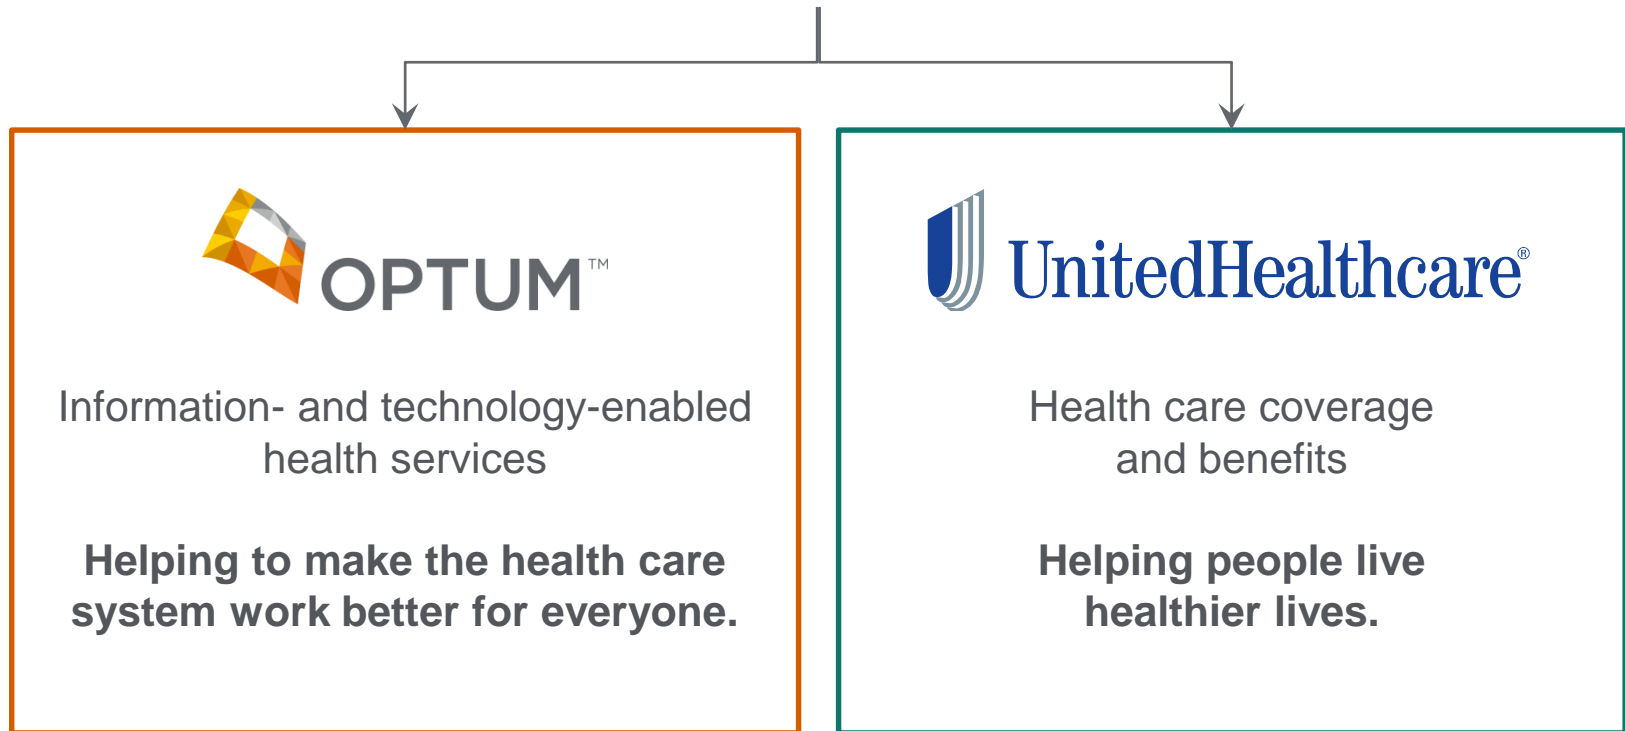 OPTUM™
Information- and technology-enabled
health services
Helping to make the health care
system work better for everyone.
UnitedHealthcare®
Health care coverage
and benefits
Helping people live
healthier lives.